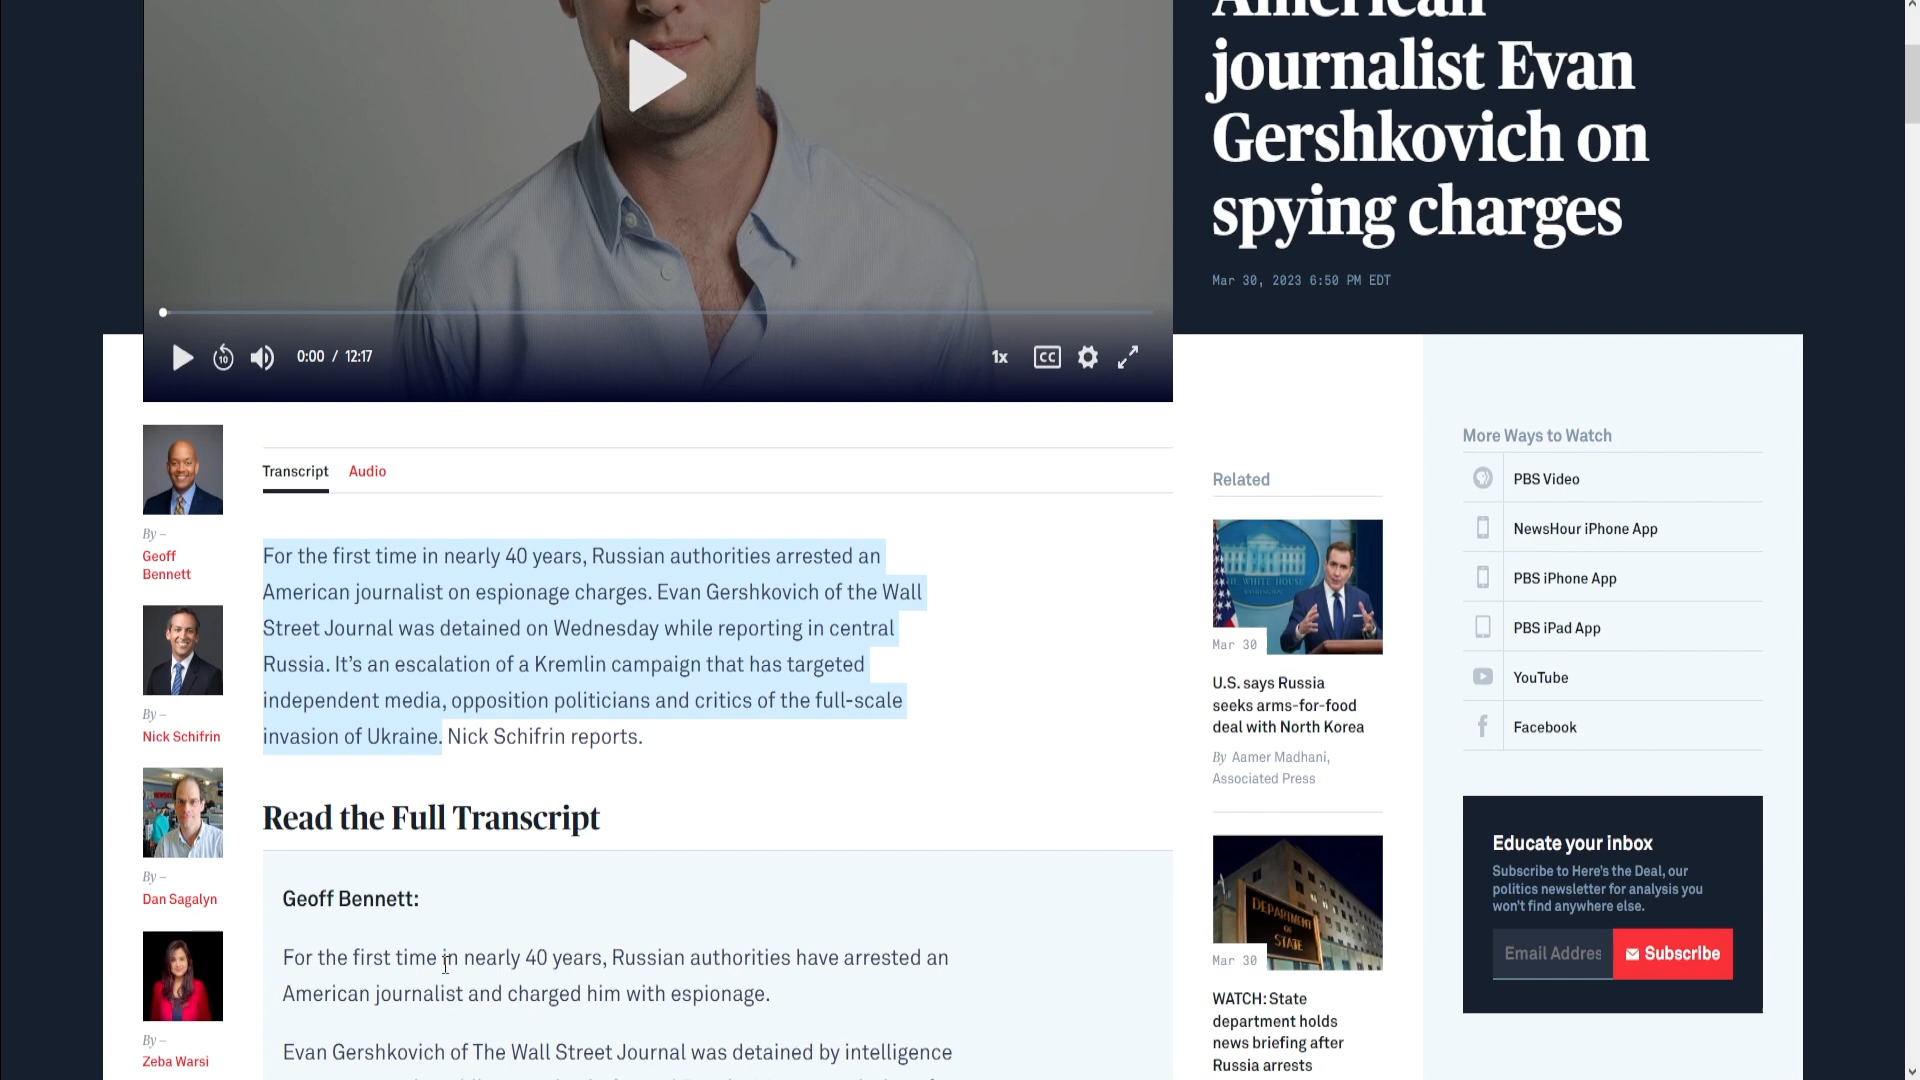 American
journalist Evan
Gershkovich on
spying charges
Mar 30, 2023 6:50 PM EDT
10
0:00 / 12:17
1x
CC
Transcript
Audio
By –
Geoff
Bennett
By –
Nick Schifrin
By –
Dan Sagalyn
By –
Zeba Warsi
For the first time in nearly 40 years, Russian authorities arrested an
American journalist on espionage charges. Evan Gershkovich of the Wall
Street Journal was detained on Wednesday while reporting in central
Russia. It’s an escalation of a Kremlin campaign that has targeted
independent media, opposition politicians and critics of the full-scale
invasion of Ukraine. Nick Schifrin reports.
Read the Full Transcript
Geoff Bennett:
For the first time in nearly 40 years, Russian authorities have arrested an
American journalist and charged him with espionage.
Evan Gershkovich of The Wall Street Journal was detained by intelligence
Related
THE WHITE HOUSE
WASHINGTON
Mar 30
U.S. says Russia
seeks arms-for-food
deal with North Korea
By Aamer Madhani,
Associated Press
DEPARTMENT
OF
STATE
Mar 30
WATCH: State
department holds
news briefing after
Russia arrests
More Ways to Watch
PBS Video
NewsHour iPhone App
PBS iPhone App
PBS iPad App
YouTube
Facebook
Educate your inbox
Subscribe to Here’s the Deal, our
politics newsletter for analysis you
won’t find anywhere else.
Email Addres
Subscribe